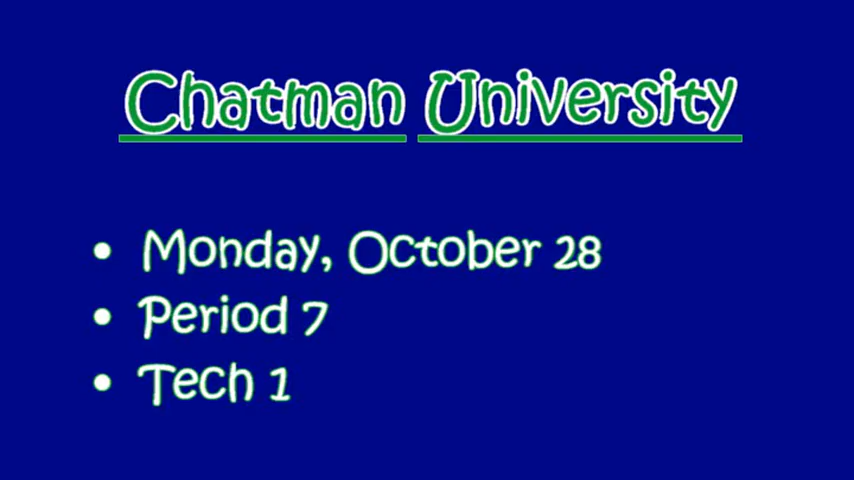 Chatman University
• Monday, October 28
• Period 7
• Tech 1